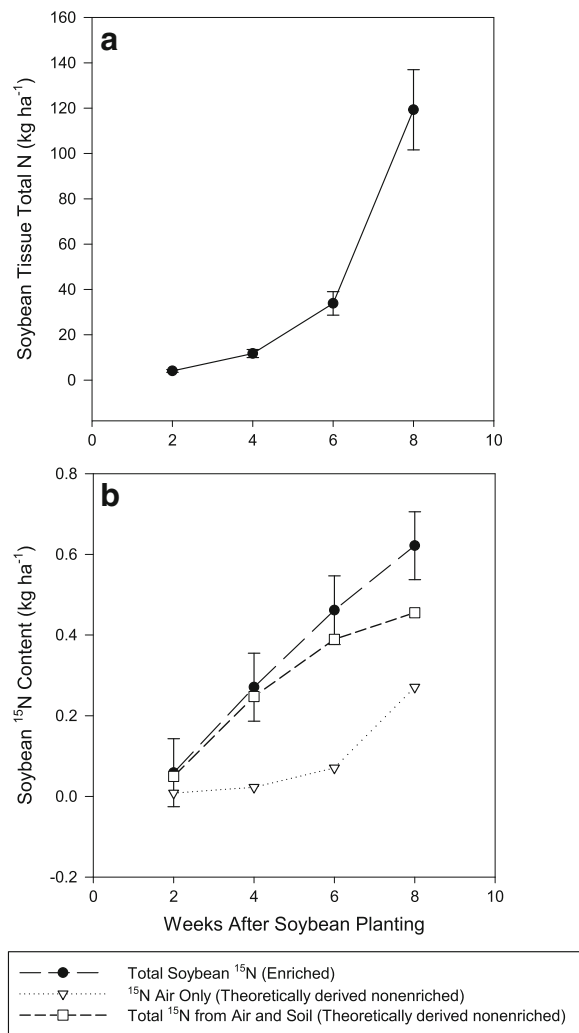 a
Soybean Tissue Total N (kg ha⁻¹)
160
140
120
100
80
60
40
20
0
0 2 4 6 8 10
b
Soybean ¹⁵N Content (kg ha⁻¹)
0.8
0.6
0.4
0.2
0.0
-0.2
0 2 4 6 8 10
Weeks After Soybean Planting
Total Soybean ¹⁵N (Enriched)
¹⁵N Air Only (Theoretically derived nonenriched)
Total ¹⁵N from Air and Soil (Theoretically derived nonenriched)